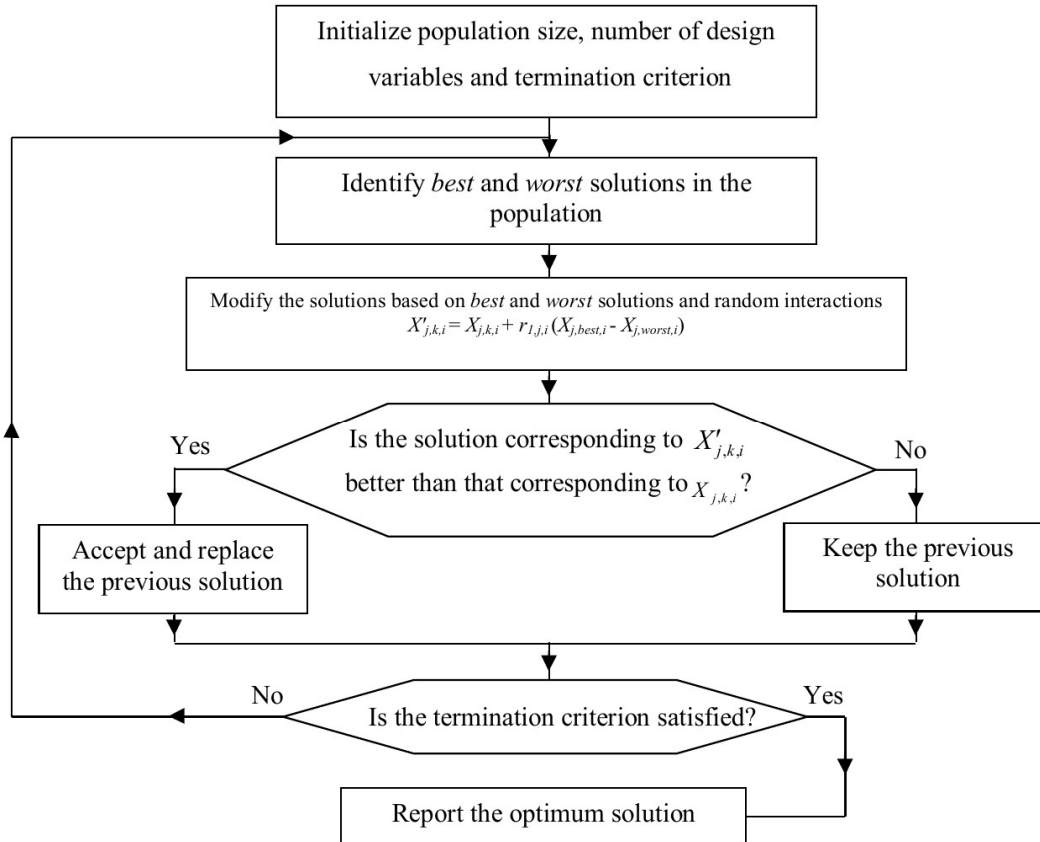 Initialize population size, number of design
variables and termination criterion
Identify best and worst solutions in the
population
Modify the solutions based on best and worst solutions and random interactions
X'j,k,i = Xj,k,i + r1,j,i (Xj,best,i - Xj,worst,i)
Is the solution corresponding to X'j,k,i
better than that corresponding to Xj,k,i?
Yes
No
Accept and replace
the previous solution
Keep the previous
solution
No
Yes
Is the termination criterion satisfied?
Report the optimum solution